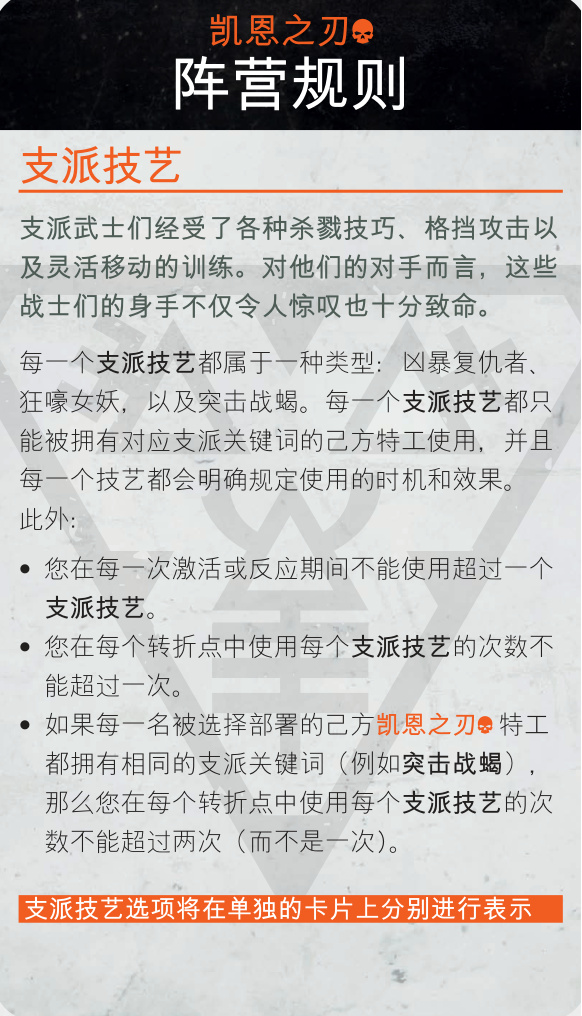 凯恩之刃
阵营规则
支派技艺
支派武士们经受了各种杀戮技巧、格挡攻击以
及灵活移动的训练。对他们的对手而言，这些
战士们的身手不仅令人惊叹也十分致命。
每一个支派技艺都属于一种类型：凶暴复仇者、
狂嚎女妖，以及突击战蝎。每一个支派技艺都只
能被拥有对应支派关键词的己方特工使用，并且
每一个技艺都会明确规定使用的时机和效果。
此外：
• 您在每一次激活或反应期间不能使用超过一个
支派技艺。
• 您在每个转折点中使用每个支派技艺的次数不
能超过一次。
• 如果每一名被选择部署的己方凯恩之刃 特工
都拥有相同的支派关键词（例如突击战蝎），
那么您在每个转折点中使用每个支派技艺的次
数不能超过两次（而不是一次）。
支派技艺选项将在单独的卡片上分别进行表示